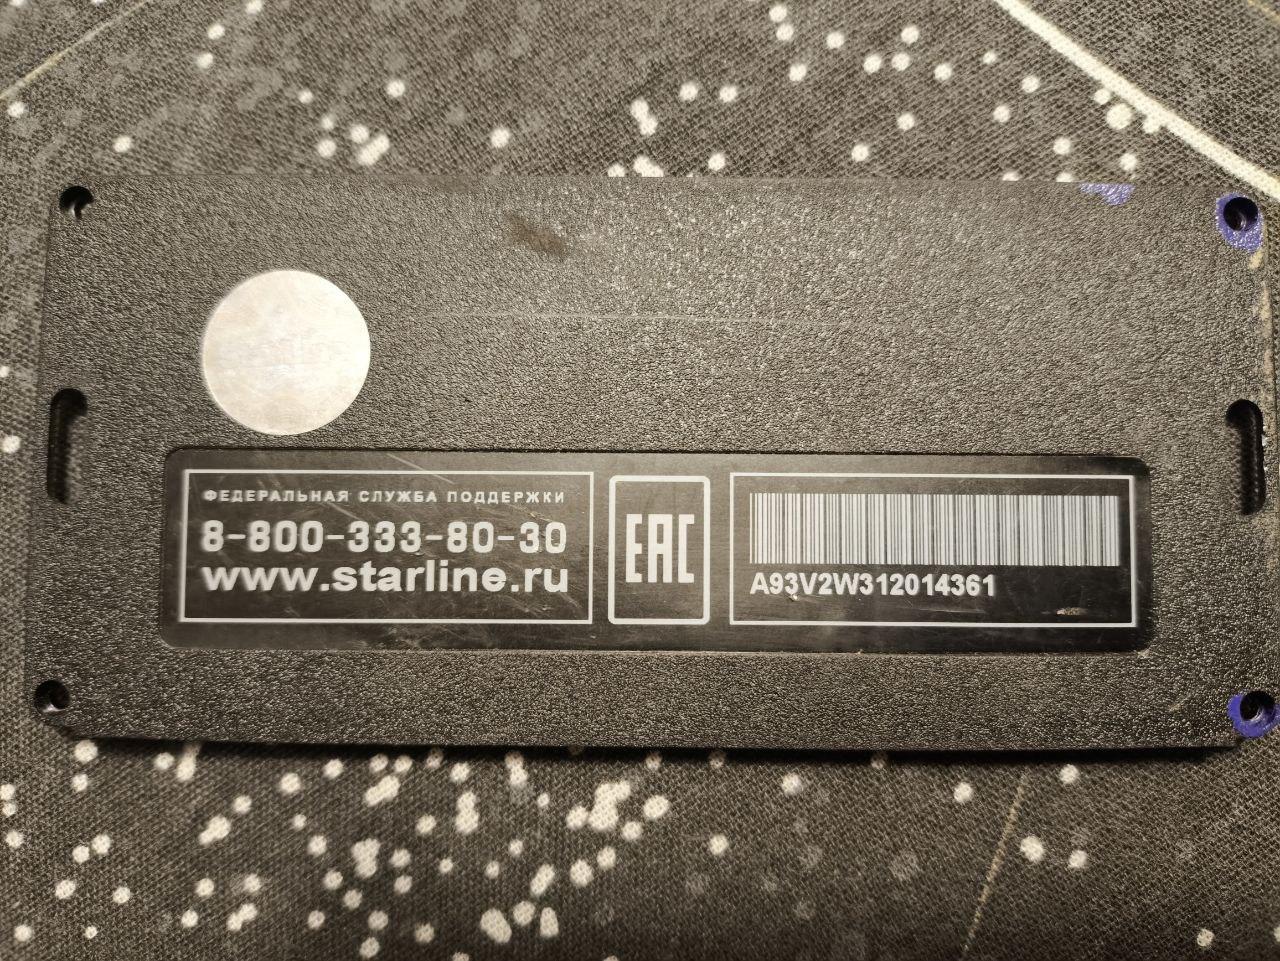 ФЕДЕРАЛЬНАЯ СЛУЖБА ПОДДЕРЖКИ
8-800-333-80-30
www.starline.ru
EAC
A93V2W312014361